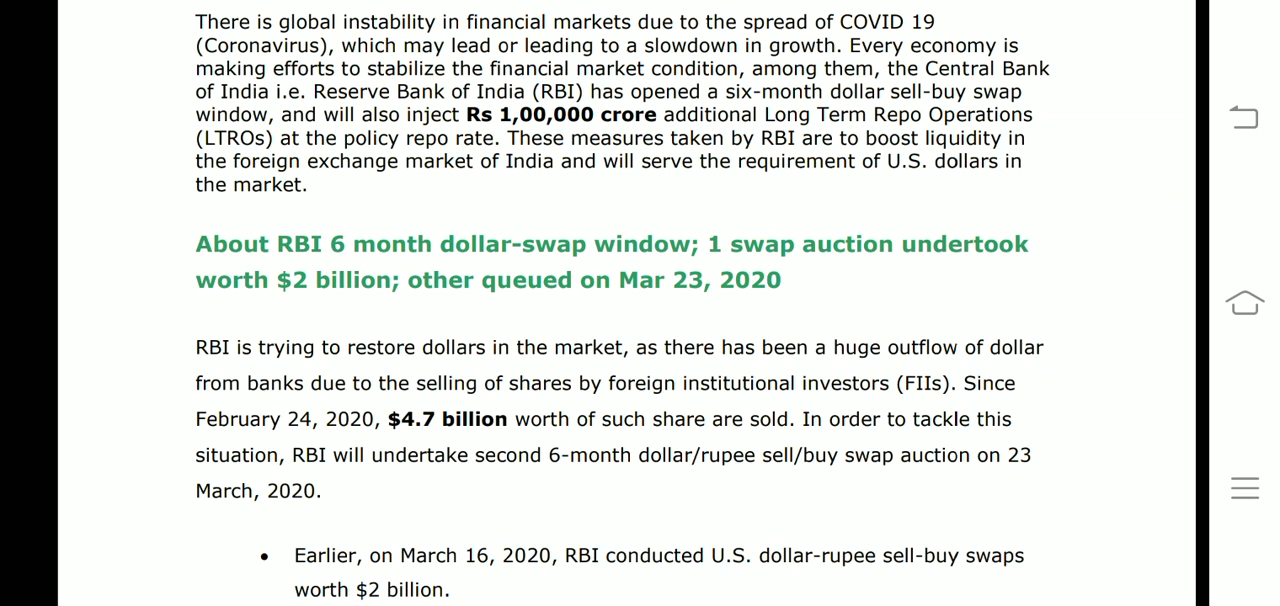 There is global instability in financial markets due to the spread of COVID 19
(Coronavirus), which may lead or leading to a slowdown in growth. Every economy is
making efforts to stabilize the financial market condition, among them, the Central Bank
of India i.e. Reserve Bank of India (RBI) has opened a six-month dollar sell-buy swap
window, and will also inject Rs 1,00,000 crore additional Long Term Repo Operations
(LTROs) at the policy repo rate. These measures taken by RBI are to boost liquidity in
the foreign exchange market of India and will serve the requirement of U.S. dollars in
the market.
About RBI 6 month dollar-swap window; 1 swap auction undertook
worth $2 billion; other queued on Mar 23, 2020
RBI is trying to restore dollars in the market, as there has been a huge outflow of dollar
from banks due to the selling of shares by foreign institutional investors (FIIs). Since
February 24, 2020, $4.7 billion worth of such share are sold. In order to tackle this
situation, RBI will undertake second 6-month dollar/rupee sell/buy swap auction on 23
March, 2020.
• Earlier, on March 16, 2020, RBI conducted U.S. dollar-rupee sell-buy swaps
worth $2 billion.